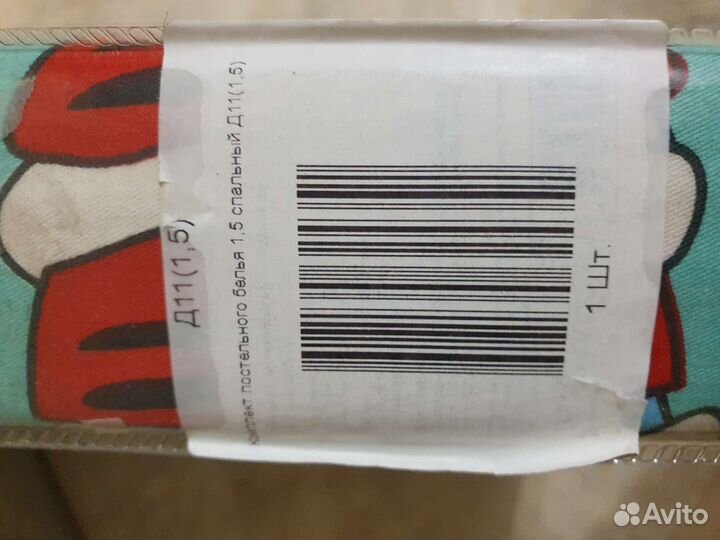 Д11(1,5)
комплект постельного белья 1,5 спальный Д11(1,5)
1 Шт.
Avito